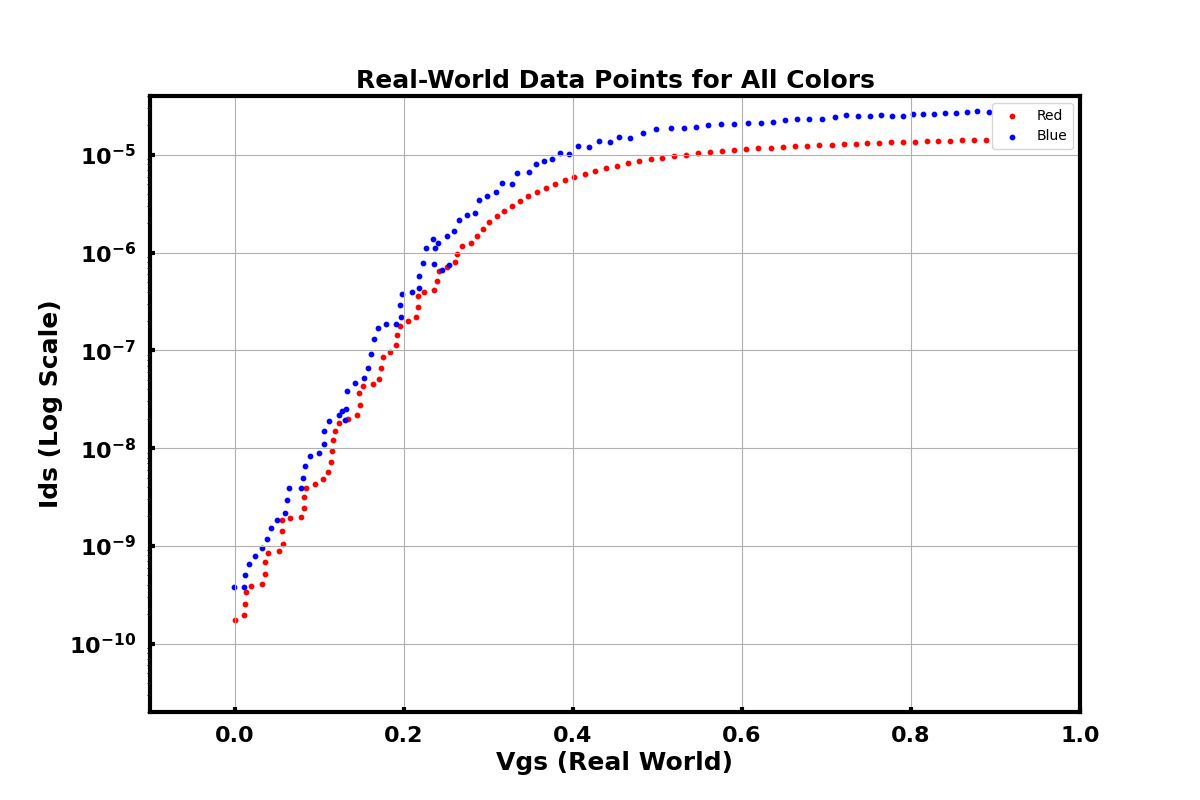 Real-World Data Points for All Colors
Red
Blue
Ids (Log Scale)
10⁻⁵
10⁻⁶
10⁻⁷
10⁻⁸
10⁻⁹
10⁻¹⁰
0.0 0.2 0.4 0.6 0.8 1.0
Vgs (Real World)